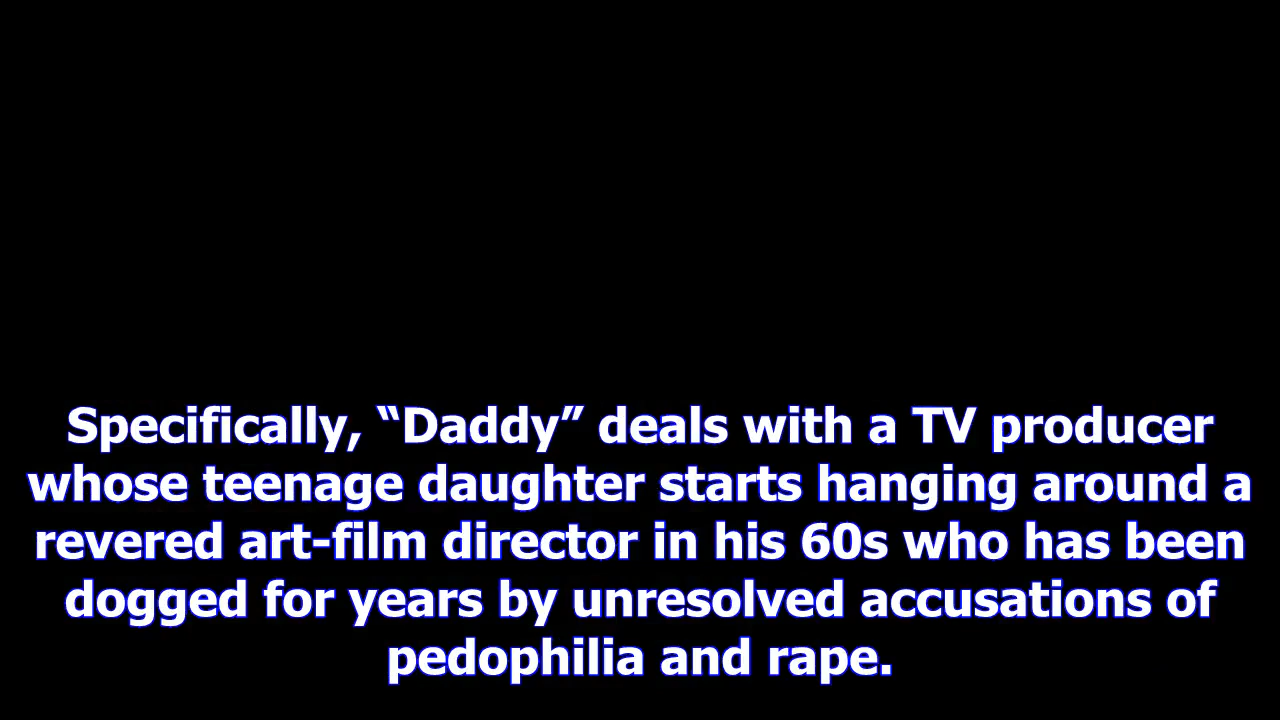 Specifically, “Daddy” deals with a TV producer
whose teenage daughter starts hanging around a
revered art-film director in his 60s who has been
dogged for years by unresolved accusations of
pedophilia and rape.